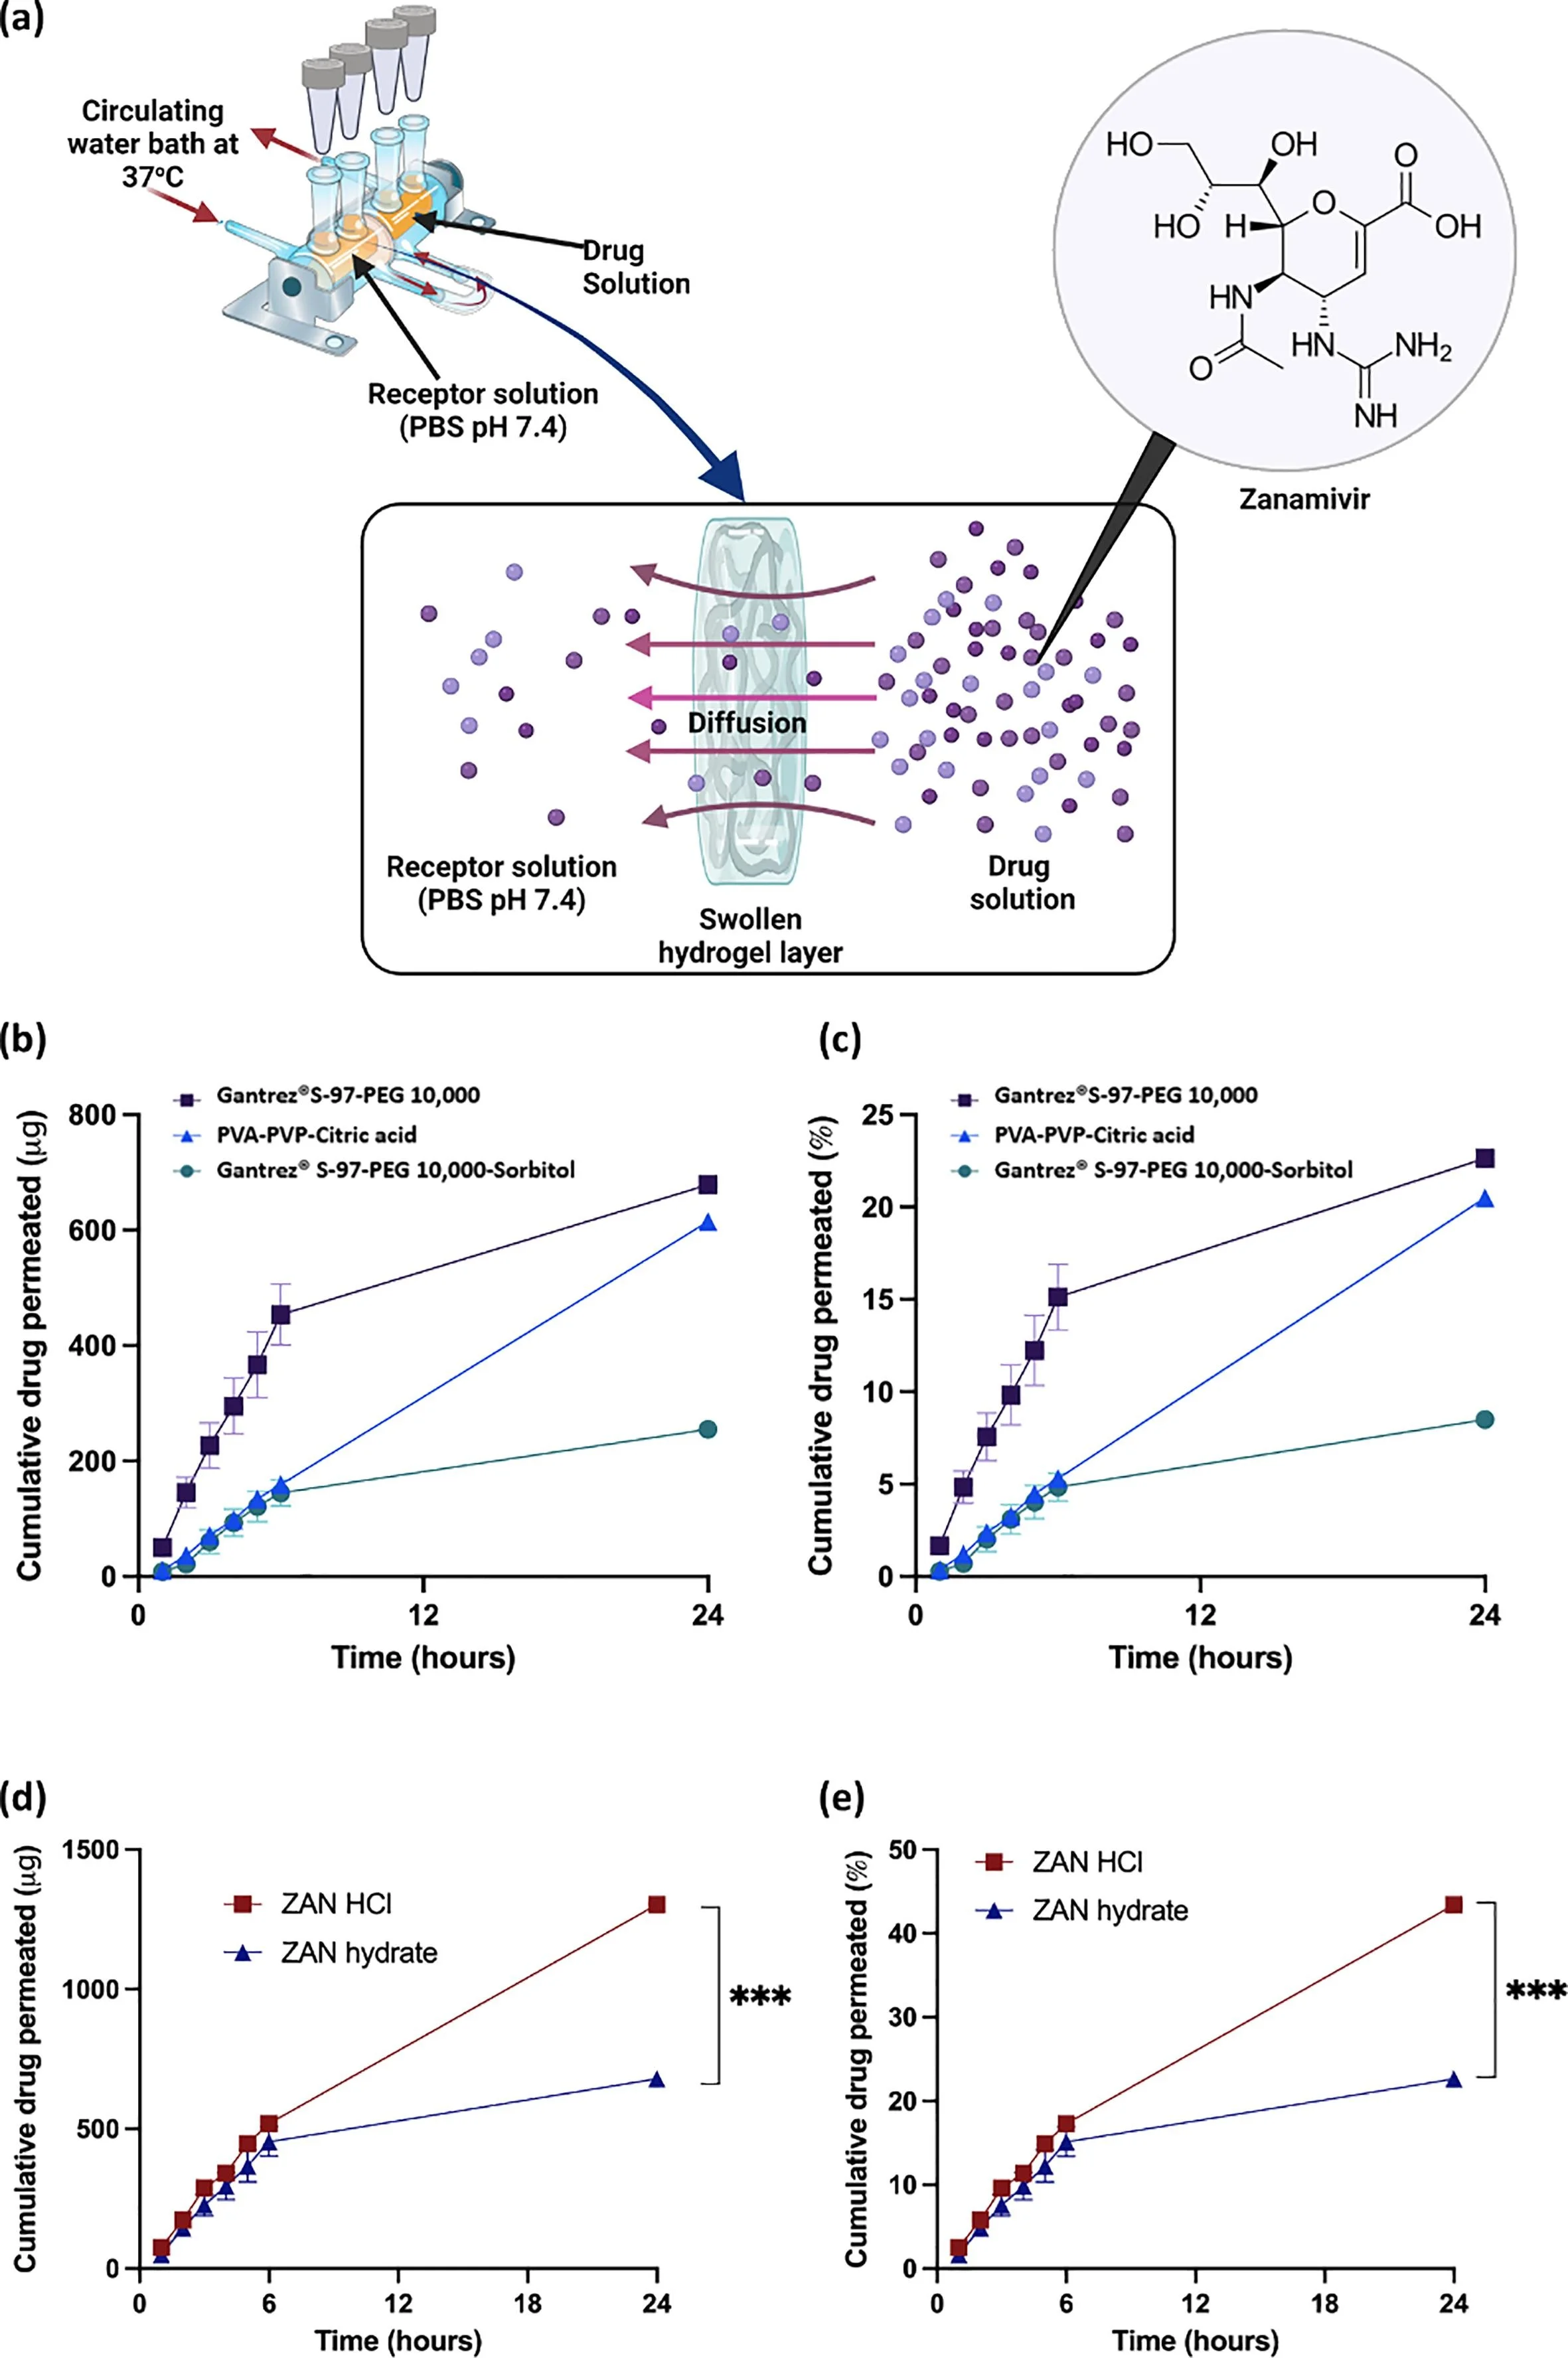 (a)
Circulating
water bath at
37°C
Drug
Solution
Receptor solution
(PBS pH 7.4)
HO
OH
O
HO
H
O
OH
HN
O
HN
NH2
NH
Zanamivir
Diffusion
Receptor solution
(PBS pH 7.4)
Swollen
hydrogel layer
Drug
solution
(b)
Gantrez®S-97-PEG 10,000
PVA-PVP-Citric acid
Gantrez® S-97-PEG 10,000-Sorbitol
Cumulative drug permeated (µg)
800
600
400
200
0
0
12
24
Time (hours)
(c)
Gantrez®S-97-PEG 10,000
PVA-PVP-Citric acid
Gantrez® S-97-PEG 10,000-Sorbitol
Cumulative drug permeated (%)
25
20
15
10
5
0
0
12
24
Time (hours)
(d)
ZAN HCl
ZAN hydrate
Cumulative drug permeated (µg)
1500
1000
500
0
0
6
12
18
24
Time (hours)
***
(e)
ZAN HCl
ZAN hydrate
Cumulative drug permeated (%)
50
40
30
20
10
0
0
6
12
18
24
Time (hours)
***